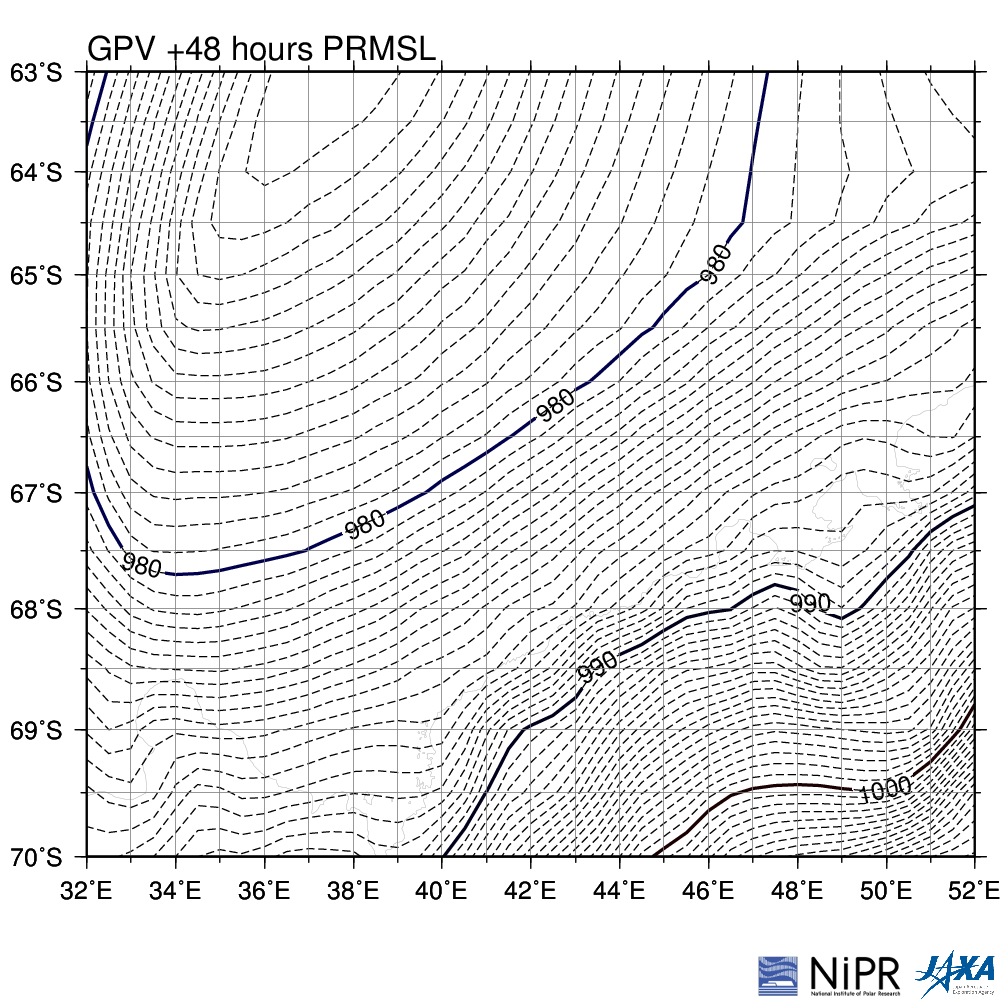 GPV +48 hours PRMSL
63°S
64°S
65°S
66°S
67°S
68°S
69°S
70°S
980
980
980
980
990
990
1000
32°E 34°E 36°E 38°E 40°E 42°E 44°E 46°E 48°E 50°E 52°E
NiPR
National Institute of Polar Research
JAXA
Japan Aerospace
Exploration Agency